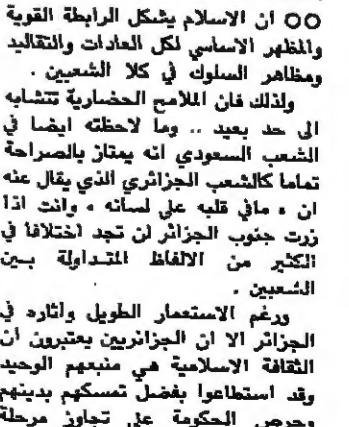 ○○ ان الاسلام يشكل الرابطة القوية
والمظهر الاساسي لكل العادات والتقاليد
ومظاهر السلوك في كلا الشعبين .
ولذلك فان الملامح الحضارية تتشابه
الى حد بعيد .. وما لاحظته ايضا في
الشعب السعودي انه يمتاز بالصراحة
تماما كالشعب الجزائري الذي يقال عنه
ان « مافي قلبه على لسانه » وانت اذا
زرت جنوب الجزائر لن تجد اختلافا في
الكثير من الالفاظ المتداولة بين
الشعبين .
ورغم الاستعمار الطويل وآثاره في
الجزائر الا ان الجزائريين يعتبرون أن
الثقافة الاسلامية هي منبعهم الوحيد
وقد استطاعوا بفضل تمسكهم بدينهم
وحرص الحكومة على تجاوز مرحلة